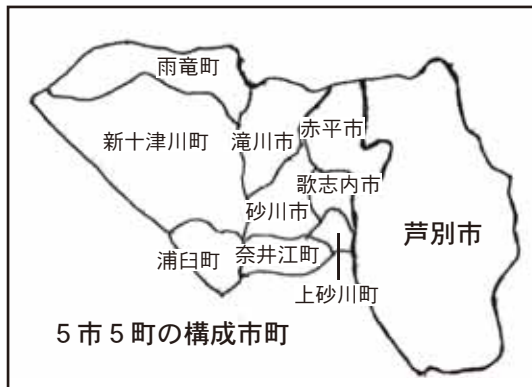 雨竜町
新十津川町
滝川市
赤平市
歌志内市
砂川市
芦別市
浦臼町
奈井江町
上砂川町
5市5町の構成市町